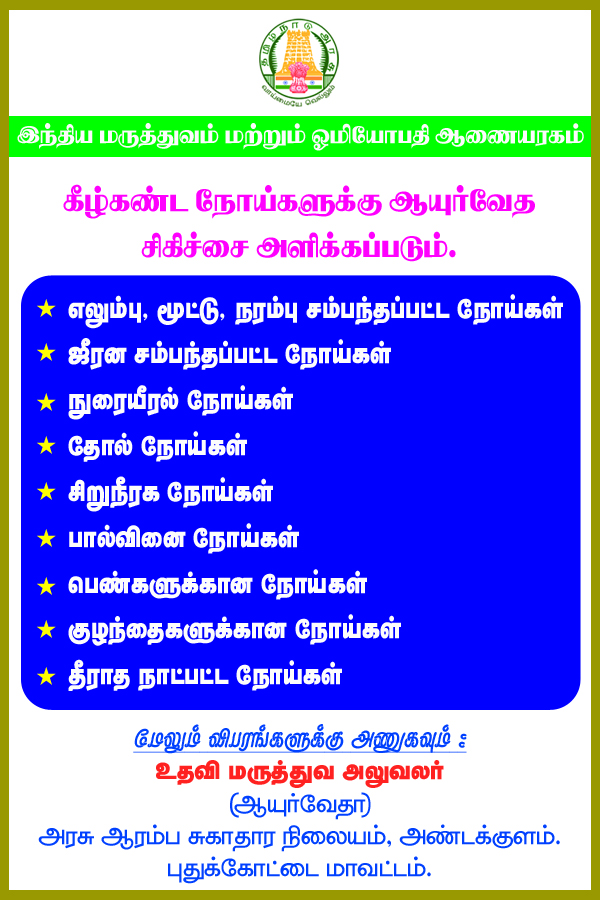 தமிழ்நாடு அரசு
வாய்மையே வெல்லும்
இந்திய மருத்துவம் மற்றும் ஓமியோபதி ஆணையரகம்
கீழ்கண்ட நோய்களுக்கு ஆயுர்வேத
சிகிச்சை அளிக்கப்படும்.
★ எலும்பு, மூட்டு, நரம்பு சம்பந்தப்பட்ட நோய்கள்
★ ஜீரன சம்பந்தப்பட்ட நோய்கள்
★ நுரையீரல் நோய்கள்
★ தோல் நோய்கள்
★ சிறுநீரக நோய்கள்
★ பால்வினை நோய்கள்
★ பெண்களுக்கான நோய்கள்
★ குழந்தைகளுக்கான நோய்கள்
★ தீராத நாட்பட்ட நோய்கள்
மேலும் விபரங்களுக்கு அணுகவும் :
உதவி மருத்துவ அலுவலர்
(ஆயுர்வேதா)
அரசு ஆரம்ப சுகாதார நிலையம், அண்டக்குளம்.
புதுக்கோட்டை மாவட்டம்.